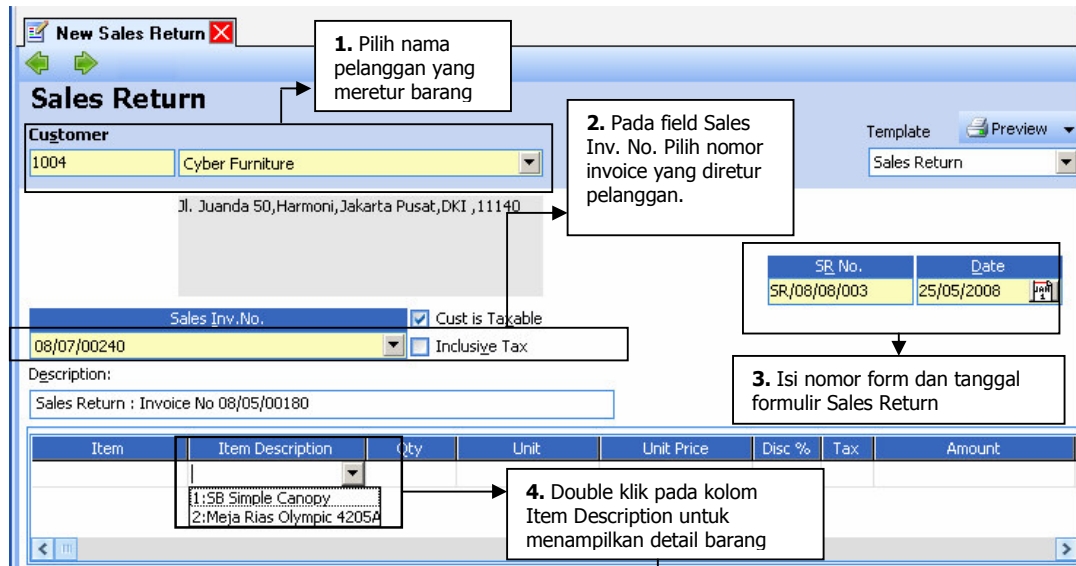 New Sales Return
1. Pilih nama
pelanggan yang
meretur barang
Sales Return
Customer
1004
Cyber Furniture
2. Pada field Sales
Inv. No. Pilih nomor
invoice yang diretur
pelanggan.
Template
Preview
Sales Return
Jl. Juanda 50,Harmoni,Jakarta Pusat,DKI ,11140
SR No.
Date
SR/08/08/003
25/05/2008
JAN
1
Sales Inv.No.
Cust is Taxable
08/07/00240
Inclusive Tax
3. Isi nomor form dan tanggal
formulir Sales Return
Description:
Sales Return : Invoice No 08/05/00180
Item
Item Description
Qty
Unit
Unit Price
Disc %
Tax
Amount
1:SB Simple Canopy
2:Meja Rias Olympic 4205A
4. Double klik pada kolom
Item Description untuk
menampilkan detail barang